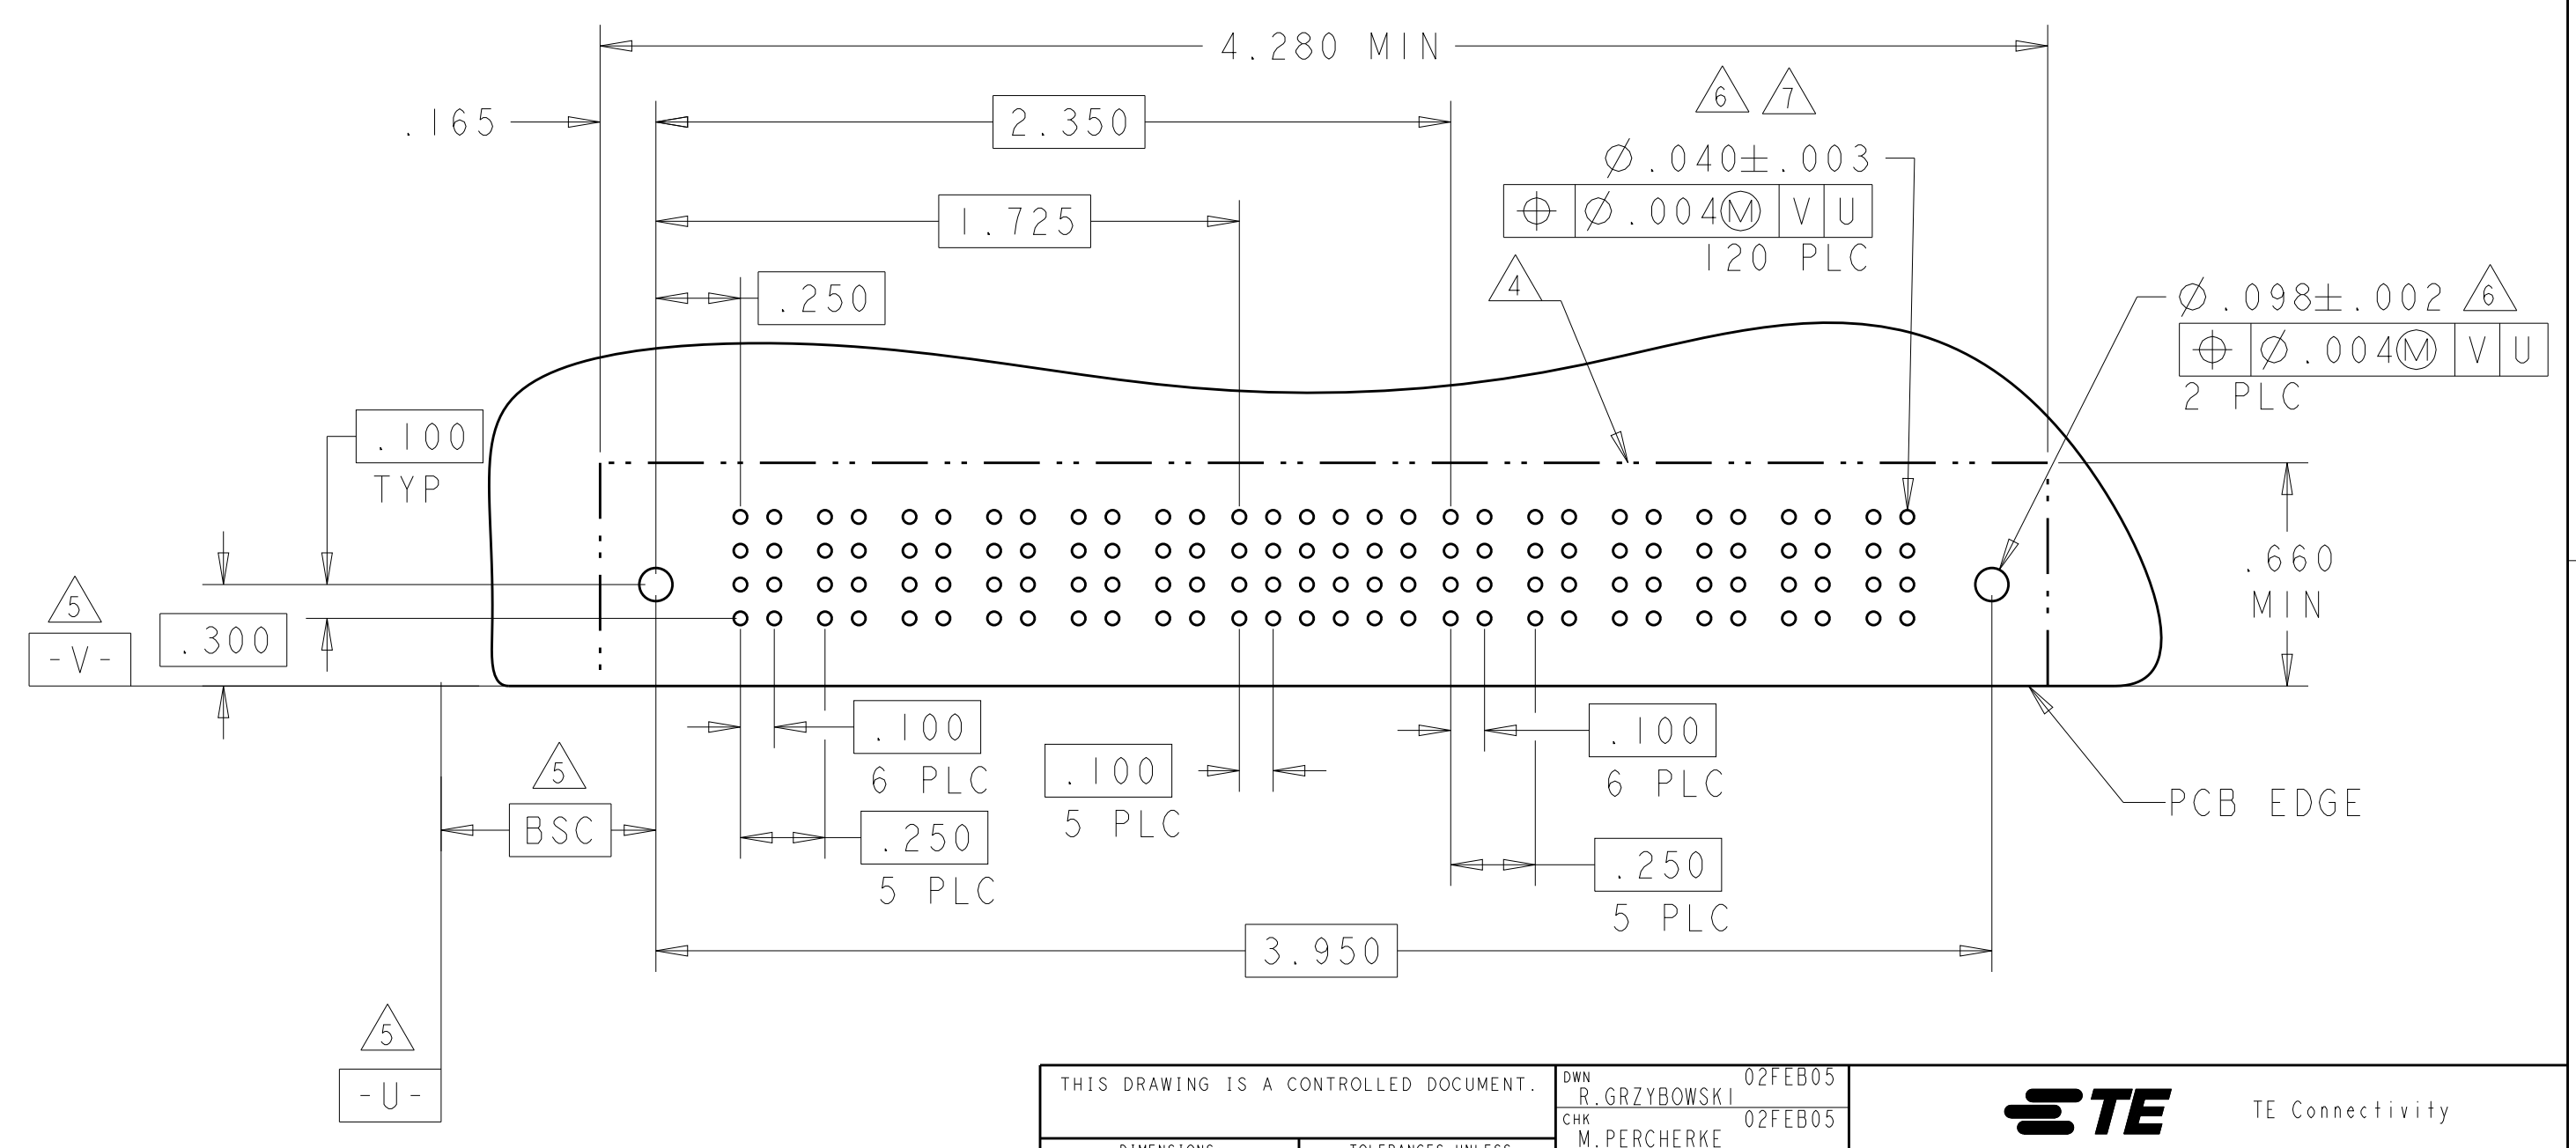 4.280 MIN
.165
2.350
6 7
Ø.040±.003
1.725
⌖ Ø.004Ⓜ V U
120 PLC
4
.250
Ø.098±.002 6
⌖ Ø.004Ⓜ V U
2 PLC
.100
TYP
.660
MIN
5
.300
-V-
.100
6 PLC
.100
6 PLC
.100
5 PLC
5
BSC
.250
5 PLC
PCB EDGE
.250
5 PLC
3.950
5
-U-
THIS DRAWING IS A CONTROLLED DOCUMENT.
DWN 02FEB05
R.GRZYBOWSKI
CHK 02FEB05
M.PERCHERKE
TE
TE Connectivity
DIMENSIONS
TOLERANCES UNLESS